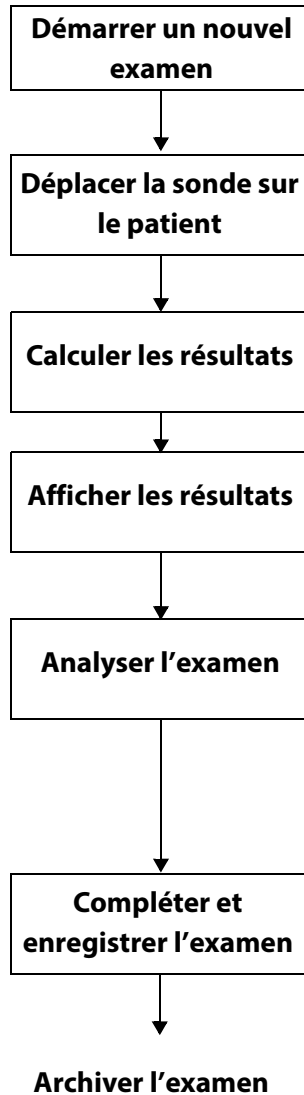 Démarrer un nouvel
examen
Déplacer la sonde sur
le patient
Calculer les résultats
Afficher les résultats
Analyser l’examen
Compléter et
enregistrer l’examen
Archiver l’examen